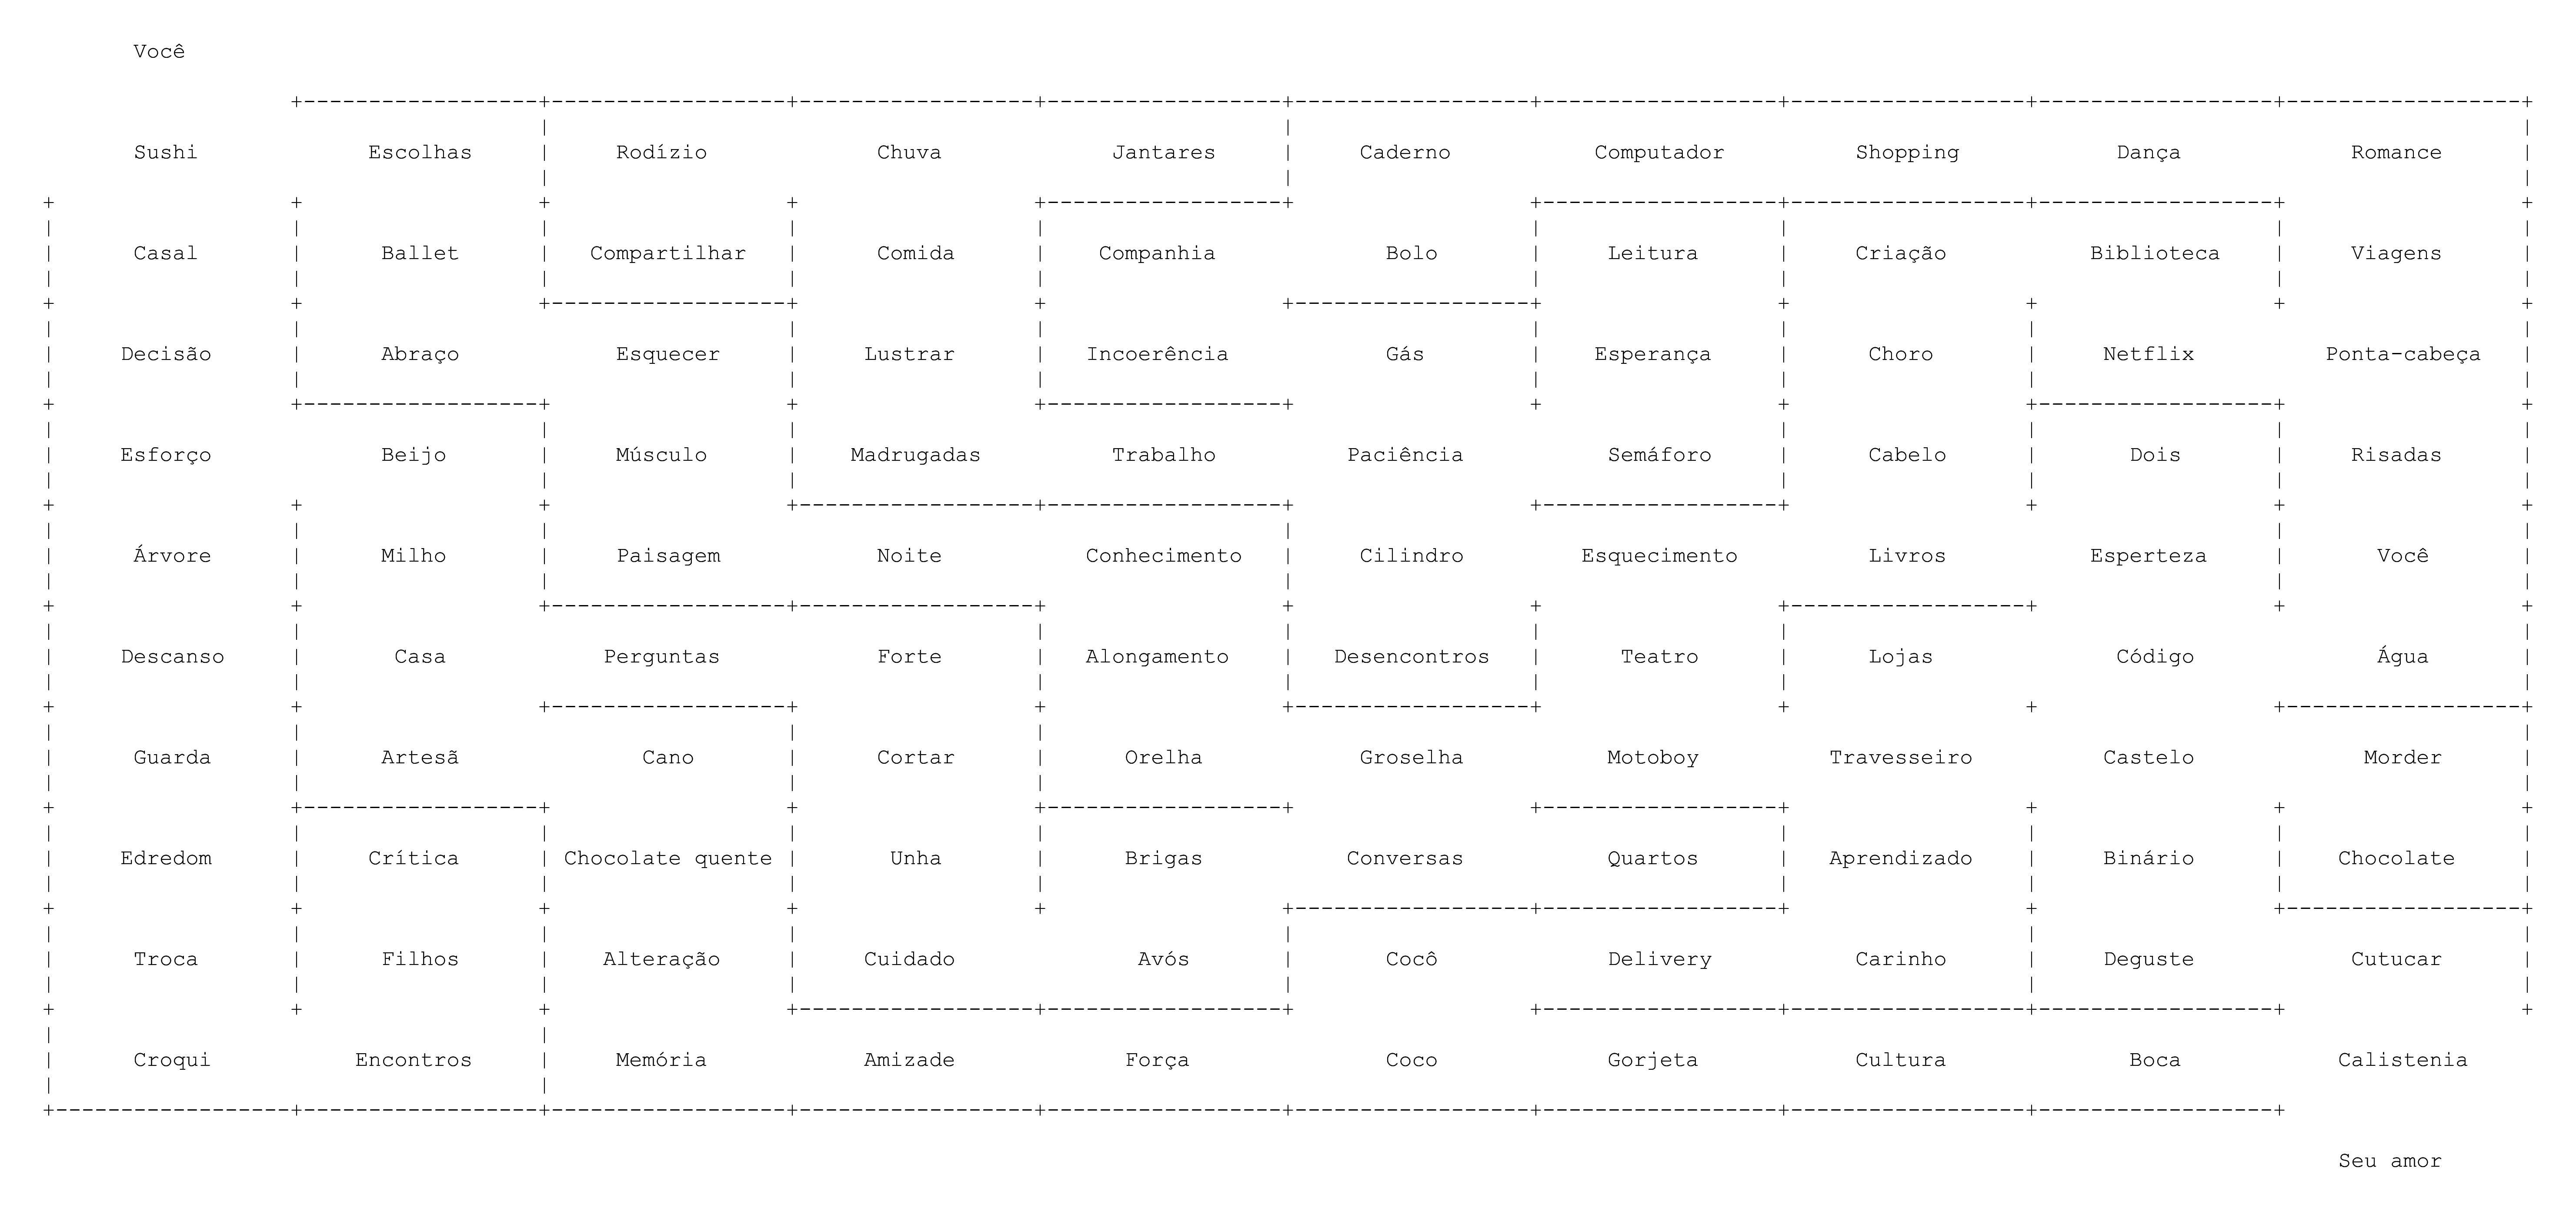 Você
Sushi Escolhas Rodízio Chuva Jantares Caderno Computador Shopping Dança Romance
Casal Ballet Compartilhar Comida Companhia Bolo Leitura Criação Biblioteca Viagens
Decisão Abraço Esquecer Lustrar Incoerência Gás Esperança Choro Netflix Ponta-cabeça
Esforço Beijo Músculo Madrugadas Trabalho Paciência Semáforo Cabelo Dois Risadas
Árvore Milho Paisagem Noite Conhecimento Cilindro Esquecimento Livros Esperteza Você
Descanso Casa Perguntas Forte Alongamento Desencontros Teatro Lojas Código Água
Guarda Artesã Cano Cortar Orelha Groselha Motoboy Travesseiro Castelo Morder
Edredom Crítica Chocolate quente Unha Brigas Conversas Quartos Aprendizado Binário Chocolate
Troca Filhos Alteração Cuidado Avós Cocô Delivery Carinho Deguste Cutucar
Croqui Encontros Memória Amizade Força Coco Gorjeta Cultura Boca Calistenia
Seu amor